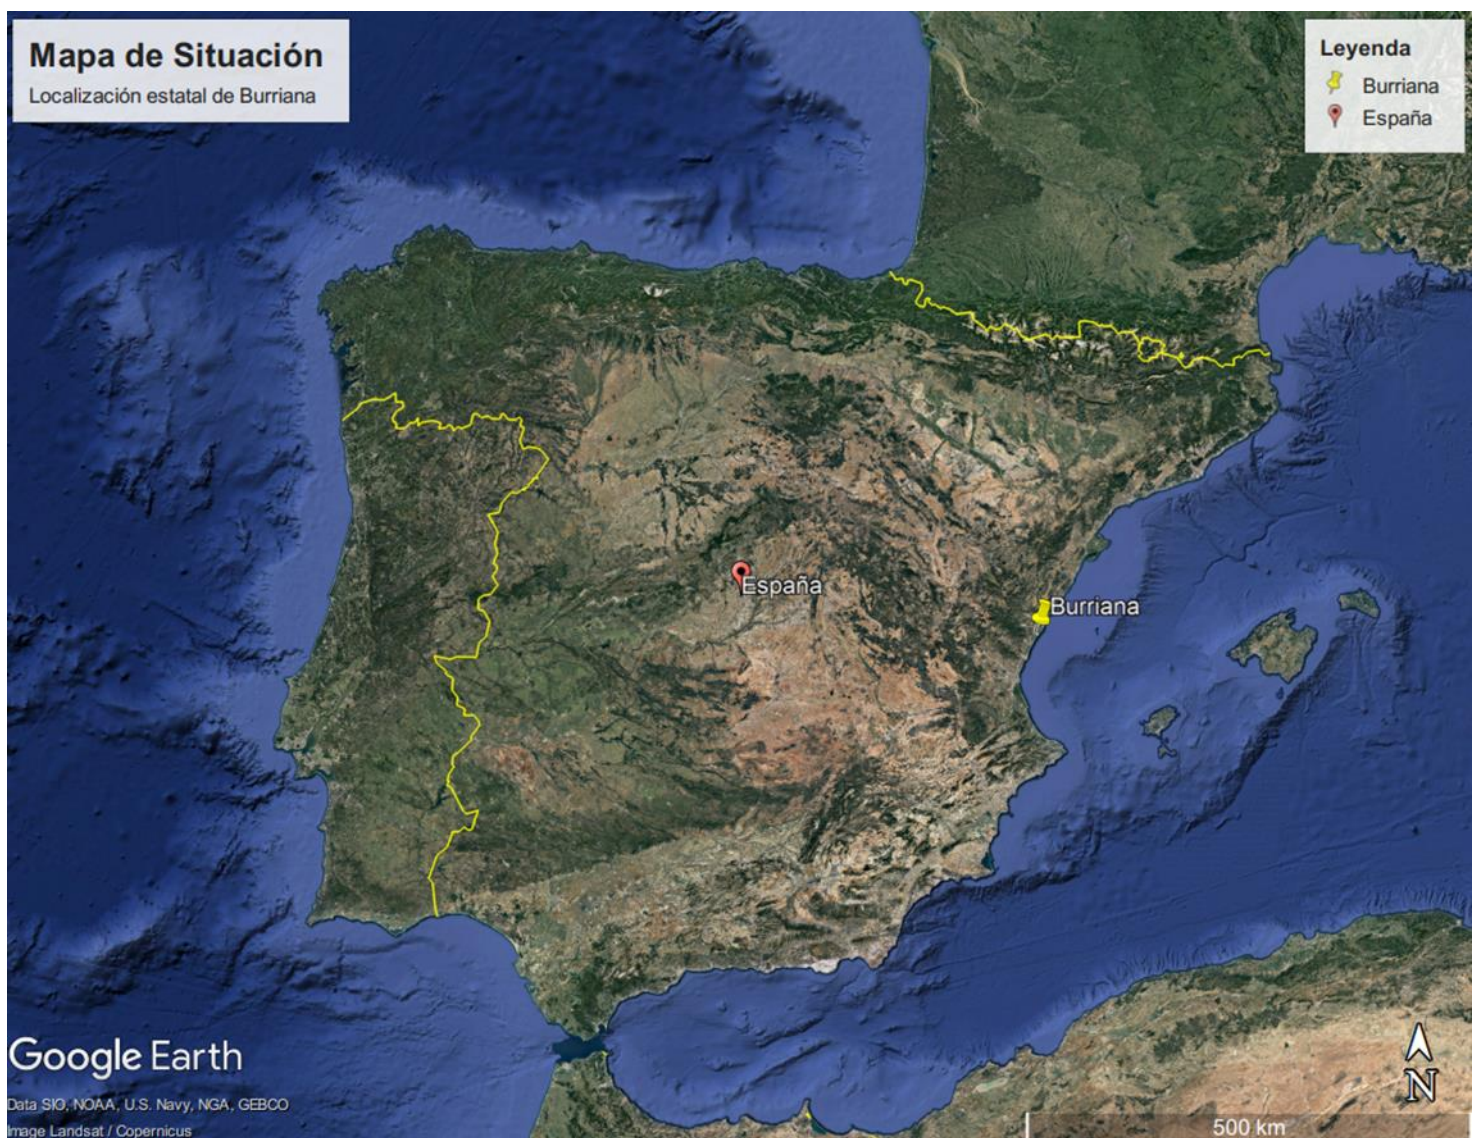 Mapa de Situación
Localización estatal de Burriana
Leyenda
Burriana
España
España
Burriana
Google Earth
Data SIO, NOAA, U.S. Navy, NGA, GEBCO
Image Landsat / Copernicus
N
500 km